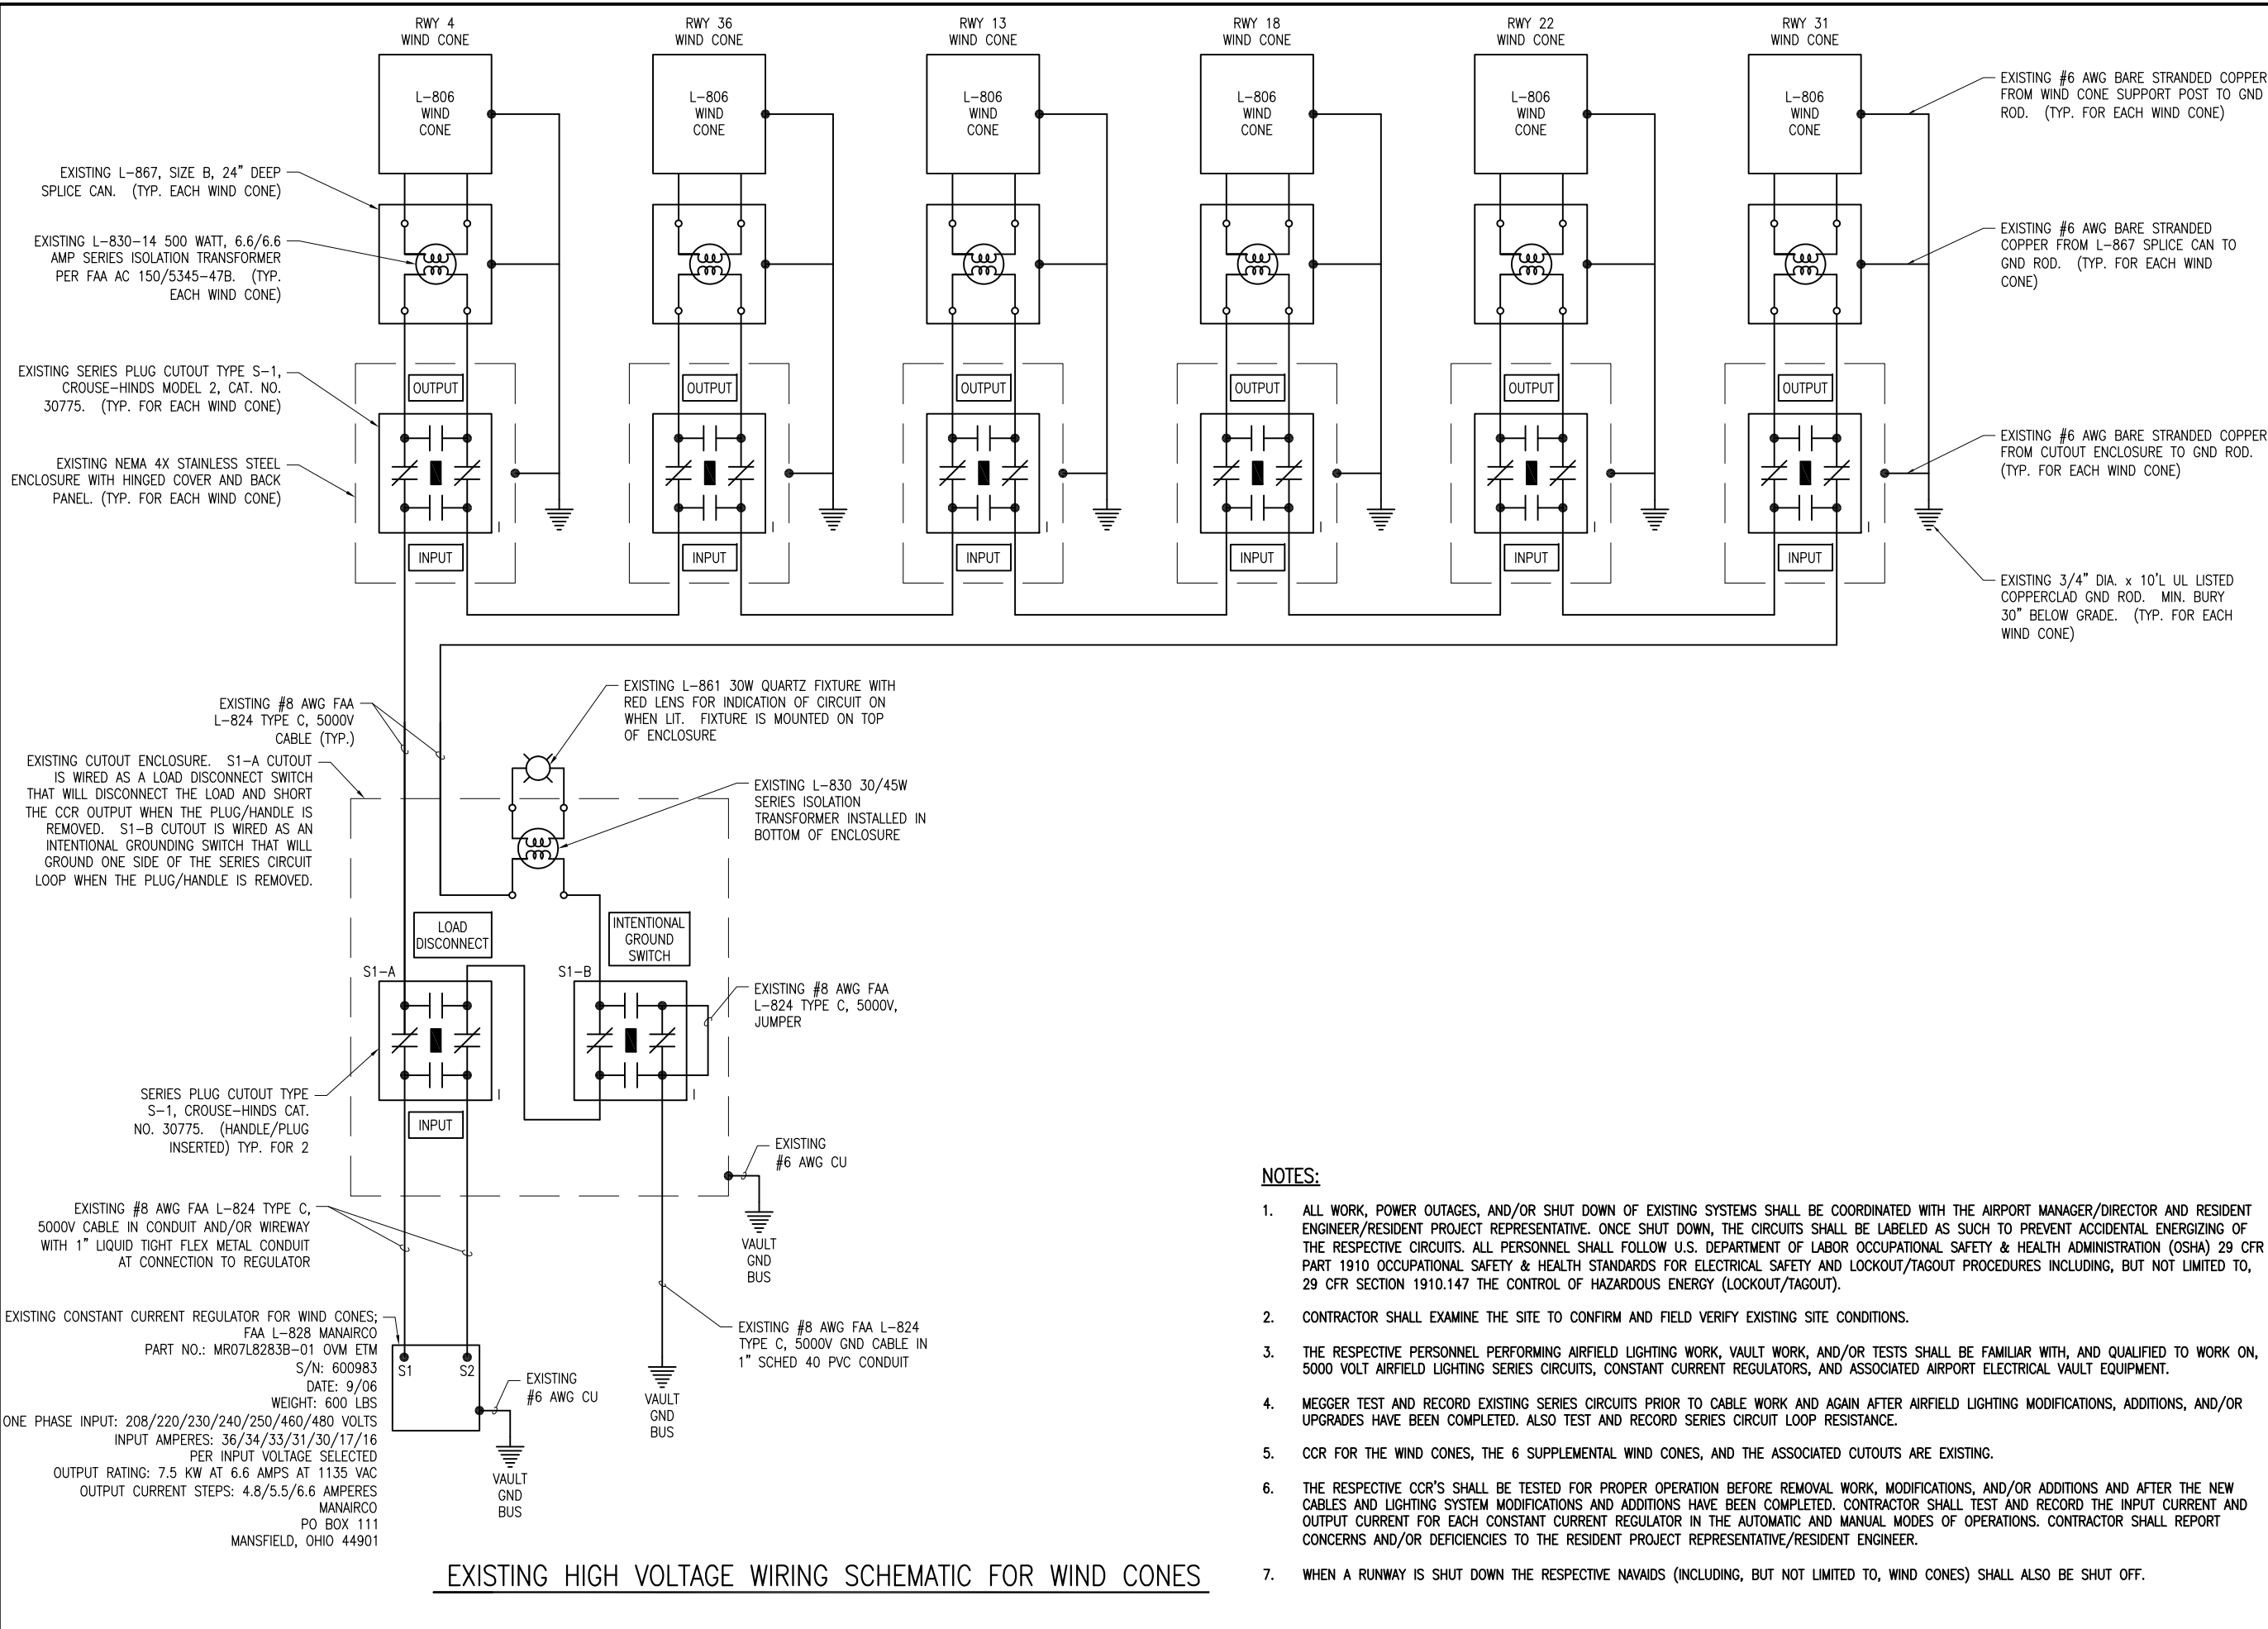 RWY 4
WIND CONE
RWY 36
WIND CONE
RWY 13
WIND CONE
RWY 18
WIND CONE
RWY 22
WIND CONE
RWY 31
WIND CONE
L-806
WIND
CONE
L-806
WIND
CONE
L-806
WIND
CONE
L-806
WIND
CONE
L-806
WIND
CONE
L-806
WIND
CONE
EXISTING #6 AWG BARE STRANDED COPPER
FROM WIND CONE SUPPORT POST TO GND
ROD. (TYP. FOR EACH WIND CONE)
EXISTING L-867, SIZE B, 24" DEEP
SPLICE CAN. (TYP. EACH WIND CONE)
EXISTING L-830-14 500 WATT, 6.6/6.6
AMP SERIES ISOLATION TRANSFORMER
PER FAA AC 150/5345-47B. (TYP.
EACH WIND CONE)
EXISTING #6 AWG BARE STRANDED
COPPER FROM L-867 SPLICE CAN TO
GND ROD. (TYP. FOR EACH WIND
CONE)
EXISTING SERIES PLUG CUTOUT TYPE S-1,
CROUSE-HINDS MODEL 2, CAT. NO.
30775. (TYP. FOR EACH WIND CONE)
OUTPUT
OUTPUT
OUTPUT
OUTPUT
OUTPUT
OUTPUT
EXISTING NEMA 4X STAINLESS STEEL
ENCLOSURE WITH HINGED COVER AND BACK
PANEL. (TYP. FOR EACH WIND CONE)
EXISTING #6 AWG BARE STRANDED COPPER
FROM CUTOUT ENCLOSURE TO GND ROD.
(TYP. FOR EACH WIND CONE)
INPUT
INPUT
INPUT
INPUT
INPUT
INPUT
EXISTING 3/4" DIA. x 10'L UL LISTED
COPPERCLAD GND ROD. MIN. BURY
30" BELOW GRADE. (TYP. FOR EACH
WIND CONE)
EXISTING #8 AWG FAA
L-824 TYPE C, 5000V
CABLE (TYP.)
EXISTING L-861 30W QUARTZ FIXTURE WITH
RED LENS FOR INDICATION OF CIRCUIT ON
WHEN LIT. FIXTURE IS MOUNTED ON TOP
OF ENCLOSURE
EXISTING CUTOUT ENCLOSURE. S1-A CUTOUT
IS WIRED AS A LOAD DISCONNECT SWITCH
THAT WILL DISCONNECT THE LOAD AND SHORT
THE CCR OUTPUT WHEN THE PLUG/HANDLE IS
REMOVED. S1-B CUTOUT IS WIRED AS AN
INTENTIONAL GROUNDING SWITCH THAT WILL
GROUND ONE SIDE OF THE SERIES CIRCUIT
LOOP WHEN THE PLUG/HANDLE IS REMOVED.
EXISTING L-830 30/45W
SERIES ISOLATION
TRANSFORMER INSTALLED IN
BOTTOM OF ENCLOSURE
LOAD
DISCONNECT
INTENTIONAL
GROUND
SWITCH
S1-A
S1-B
EXISTING #8 AWG FAA
L-824 TYPE C, 5000V,
JUMPER
SERIES PLUG CUTOUT TYPE
S-1, CROUSE-HINDS CAT.
NO. 30775. (HANDLE/PLUG
INSERTED) TYP. FOR 2
INPUT
EXISTING
#6 AWG CU
VAULT
GND
BUS
EXISTING #8 AWG FAA L-824 TYPE C,
5000V CABLE IN CONDUIT AND/OR WIREWAY
WITH 1" LIQUID TIGHT FLEX METAL CONDUIT
AT CONNECTION TO REGULATOR
EXISTING #8 AWG FAA L-824
TYPE C, 5000V GND CABLE IN
1" SCHED 40 PVC CONDUIT
VAULT
GND
BUS
EXISTING CONSTANT CURRENT REGULATOR FOR WIND CONES;
FAA L-828 MANAIRCO
PART NO.: MR07L8283B-01 OVM ETM
S/N: 600983
DATE: 9/06
WEIGHT: 600 LBS
ONE PHASE INPUT: 208/220/230/240/250/460/480 VOLTS
INPUT AMPERES: 36/34/33/31/30/17/16
PER INPUT VOLTAGE SELECTED
OUTPUT RATING: 7.5 KW AT 6.6 AMPS AT 1135 VAC
OUTPUT CURRENT STEPS: 4.8/5.5/6.6 AMPERES
MANAIRCO
PO BOX 111
MANSFIELD, OHIO 44901
S1
S2
EXISTING
#6 AWG CU
VAULT
GND
BUS
EXISTING HIGH VOLTAGE WIRING SCHEMATIC FOR WIND CONES
NOTES:
1. ALL WORK, POWER OUTAGES, AND/OR SHUT DOWN OF EXISTING SYSTEMS SHALL BE COORDINATED WITH THE AIRPORT MANAGER/DIRECTOR AND RESIDENT
ENGINEER/RESIDENT PROJECT REPRESENTATIVE. ONCE SHUT DOWN, THE CIRCUITS SHALL BE LABELED AS SUCH TO PREVENT ACCIDENTAL ENERGIZING OF
THE RESPECTIVE CIRCUITS. ALL PERSONNEL SHALL FOLLOW U.S. DEPARTMENT OF LABOR OCCUPATIONAL SAFETY & HEALTH ADMINISTRATION (OSHA) 29 CFR
PART 1910 OCCUPATIONAL SAFETY & HEALTH STANDARDS FOR ELECTRICAL SAFETY AND LOCKOUT/TAGOUT PROCEDURES INCLUDING, BUT NOT LIMITED TO,
29 CFR SECTION 1910.147 THE CONTROL OF HAZARDOUS ENERGY (LOCKOUT/TAGOUT).
2. CONTRACTOR SHALL EXAMINE THE SITE TO CONFIRM AND FIELD VERIFY EXISTING SITE CONDITIONS.
3. THE RESPECTIVE PERSONNEL PERFORMING AIRFIELD LIGHTING WORK, VAULT WORK, AND/OR TESTS SHALL BE FAMILIAR WITH, AND QUALIFIED TO WORK ON,
5000 VOLT AIRFIELD LIGHTING SERIES CIRCUITS, CONSTANT CURRENT REGULATORS, AND ASSOCIATED AIRPORT ELECTRICAL VAULT EQUIPMENT.
4. MEGGER TEST AND RECORD EXISTING SERIES CIRCUITS PRIOR TO CABLE WORK AND AGAIN AFTER AIRFIELD LIGHTING MODIFICATIONS, ADDITIONS, AND/OR
UPGRADES HAVE BEEN COMPLETED. ALSO TEST AND RECORD SERIES CIRCUIT LOOP RESISTANCE.
5. CCR FOR THE WIND CONES, THE 6 SUPPLEMENTAL WIND CONES, AND THE ASSOCIATED CUTOUTS ARE EXISTING.
6. THE RESPECTIVE CCR'S SHALL BE TESTED FOR PROPER OPERATION BEFORE REMOVAL WORK, MODIFICATIONS, AND/OR ADDITIONS AND AFTER THE NEW
CABLES AND LIGHTING SYSTEM MODIFICATIONS AND ADDITIONS HAVE BEEN COMPLETED. CONTRACTOR SHALL TEST AND RECORD THE INPUT CURRENT AND
OUTPUT CURRENT FOR EACH CONSTANT CURRENT REGULATOR IN THE AUTOMATIC AND MANUAL MODES OF OPERATIONS. CONTRACTOR SHALL REPORT
CONCERNS AND/OR DEFICIENCIES TO THE RESIDENT PROJECT REPRESENTATIVE/RESIDENT ENGINEER.
7. WHEN A RUNWAY IS SHUT DOWN THE RESPECTIVE NAVAIDS (INCLUDING, BUT NOT LIMITED TO, WIND CONES) SHALL ALSO BE SHUT OFF.